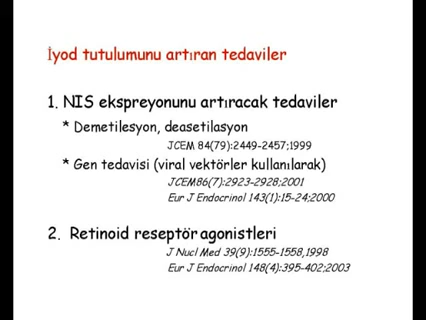 İyod tutulumunu artıran tedaviler
1. NIS ekspreyonunu artıracak tedaviler
* Demetilesyon, deasetilasyon
JCEM 84(79):2449-2457;1999
* Gen tedavisi (viral vektörler kullanılarak)
JCEM86(7):2923-2928;2001
Eur J Endocrinol 143(1):15-24;2000
2. Retinoid reseptör agonistleri
J Nucl Med 39(9):1555-1558,1998
Eur J Endocrinol 148(4):395-402;2003